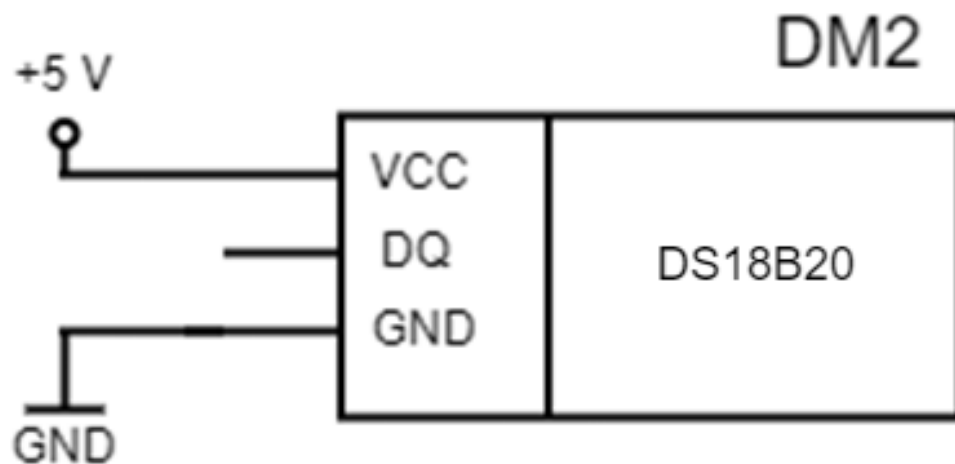 DM2
+5 V
VCC
DQ
DS18B20
GND
GND